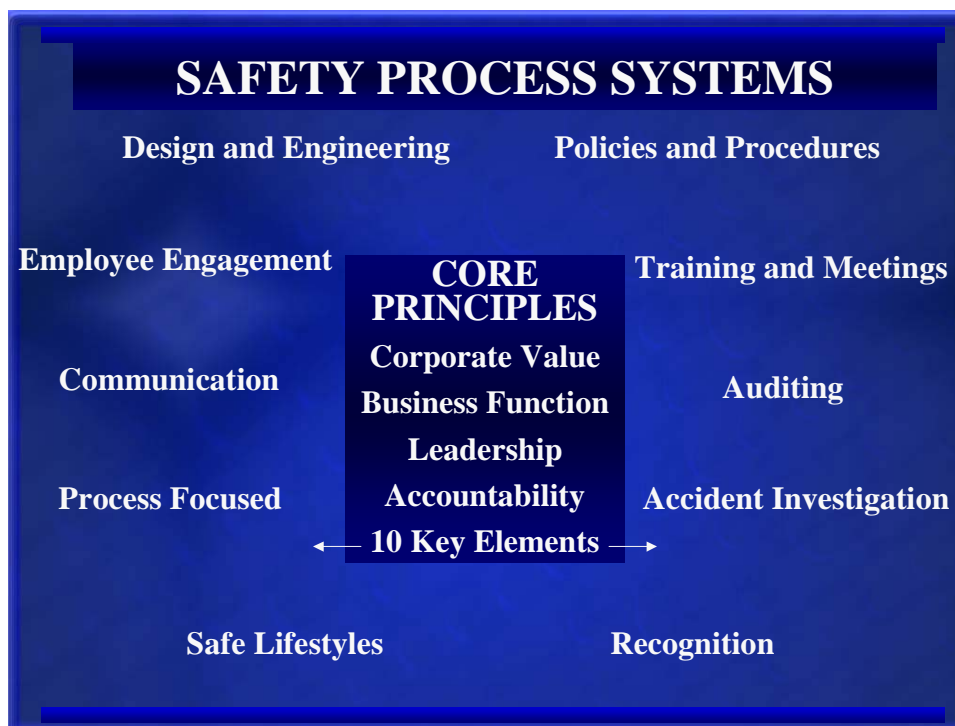 SAFETY PROCESS SYSTEMS
Design and Engineering
Policies and Procedures
Employee Engagement
Training and Meetings
CORE
PRINCIPLES
Corporate Value
Business Function
Leadership
Accountability
10 Key Elements
Communication
Auditing
Process Focused
Accident Investigation
Safe Lifestyles
Recognition